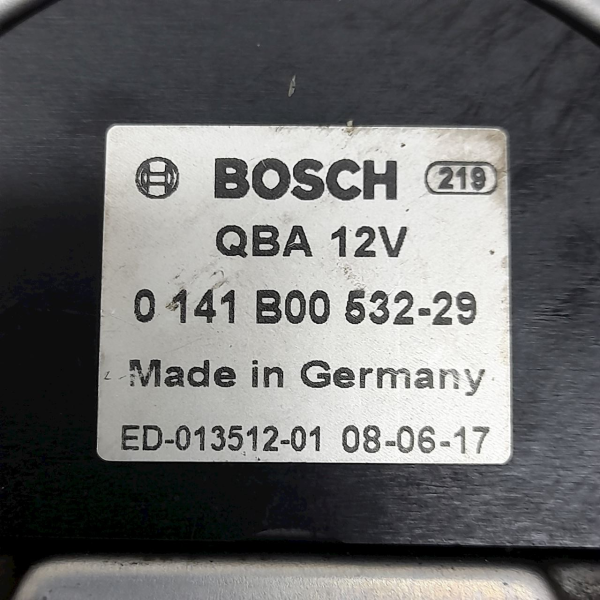 BOSCH 219
QBA 12V
0 141 B00 532-29
Made in Germany
ED-013512-01 08-06-17